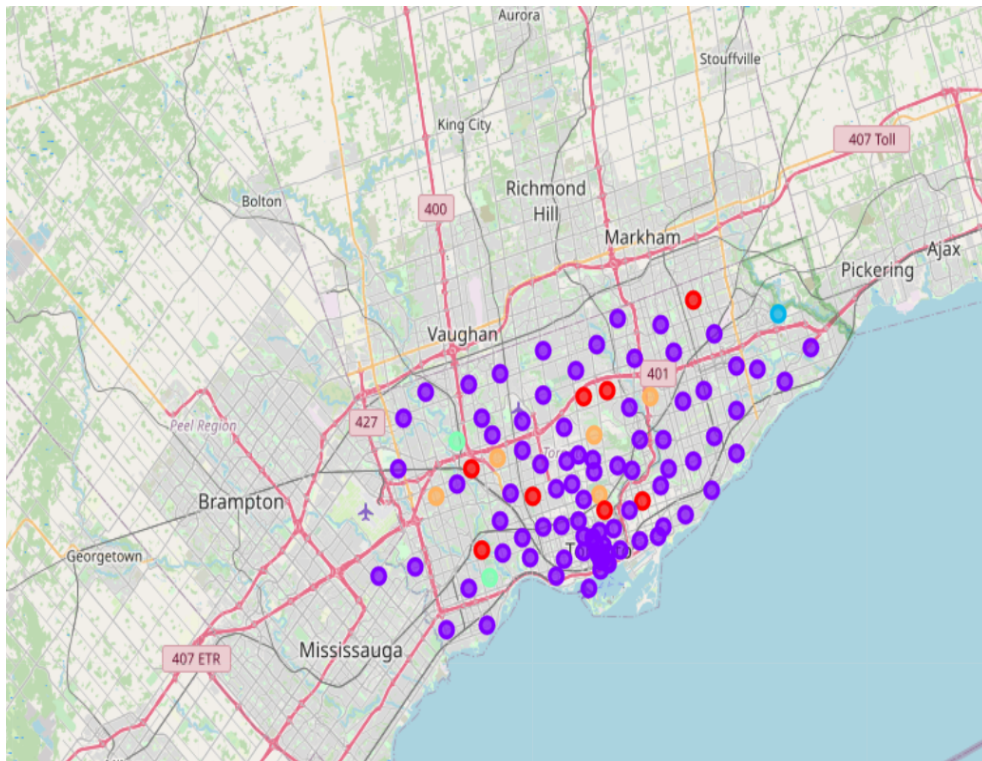 Aurora
Stouffville
King City
407 Toll
Bolton
400
Richmond
Hill
Markham
Ajax
Pickering
Vaughan
401
427
Peel Region
Brampton
Georgetown
Mississauga
407 ETR